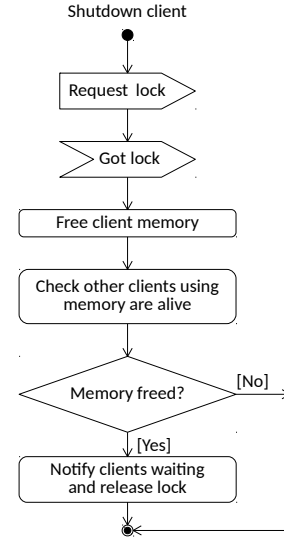 Shutdown client
Request lock
Got lock
Free client memory
Check other clients using
memory are alive
Memory freed?
[No]
[Yes]
Notify clients waiting
and release lock